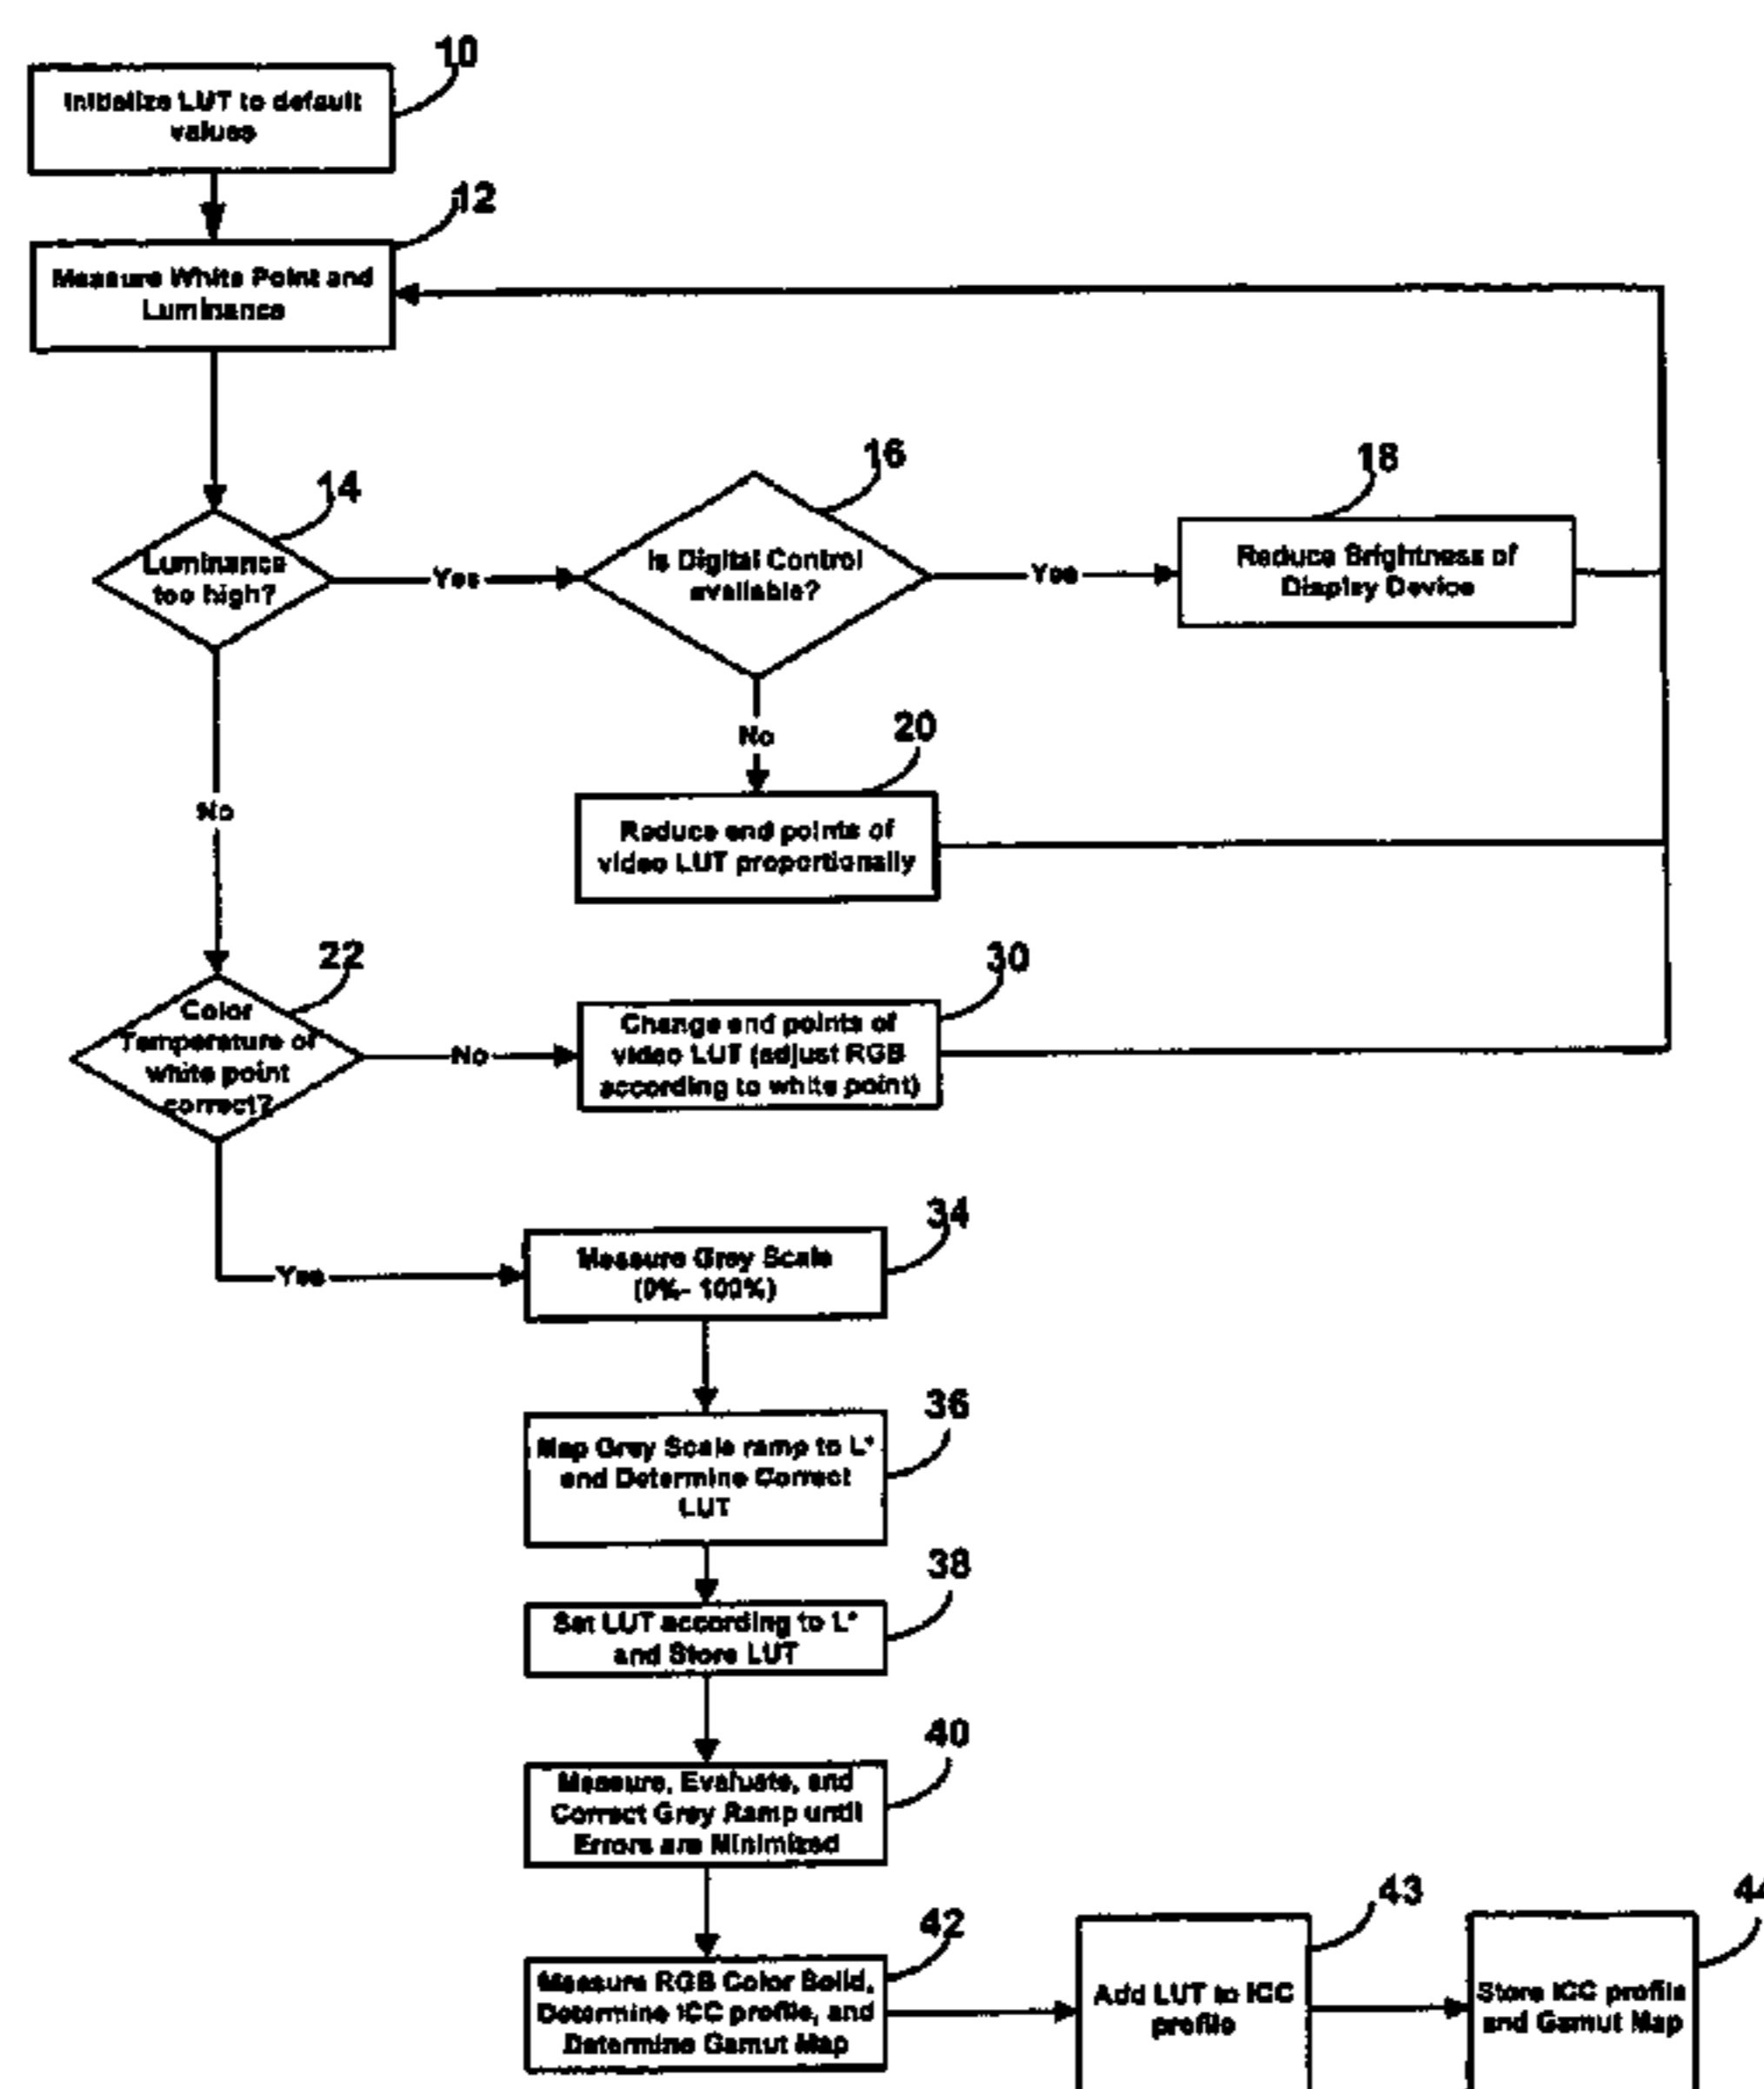 10
Initialize LUT to default
values
12
Measure White Point and
Luminance
14
Luminance
too high?
Yes
16
Is Digital Control
available?
Yes
18
Reduce Brightness of
Display Device
No
20
Reduce end points of
video LUT proportionally
No
22
Color
Temperature of
white point
correct?
No
30
Change end points of
video LUT (adjust RGB
according to white point)
Yes
34
Measure Grey Scale
(0%- 100%)
36
Map Grey Scale ramp to L*
and Determine Correct
LUT
38
Set LUT according to L*
and Store LUT
40
Measure, Evaluate, and
Correct Grey Ramp until
Errors are Minimized
42
Measure RGB Color Solid,
Determine ICC profile, and
Determine Gamut Map
43
Add LUT to ICC
profile
44
Store ICC profile
and Gamut Map